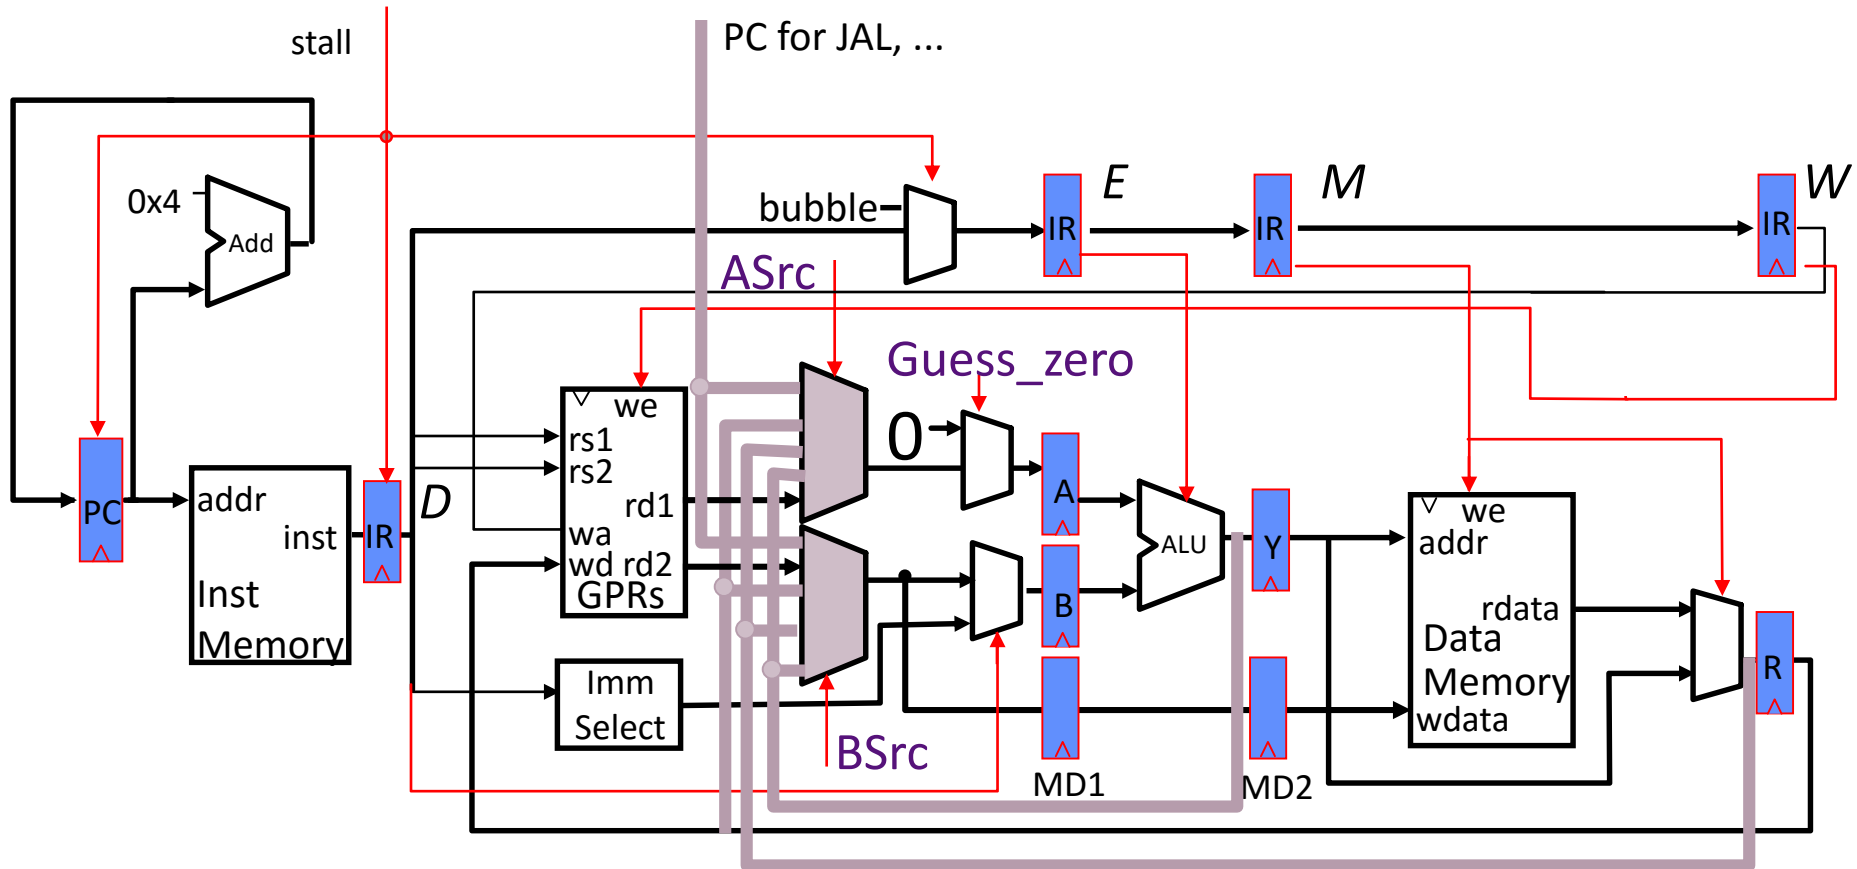 stall
PC for JAL, ...
0x4
Add
bubble
IR
E
IR
M
IR
W
ASrc
Guess_zero
0
we
rs1
rs2
rd1
wa
wd rd2
GPRs
PC
addr
inst
Inst
Memory
IR
D
A
B
ALU
Y
we
addr
rdata
Data
Memory
wdata
R
Imm
Select
BSrc
MD1
MD2